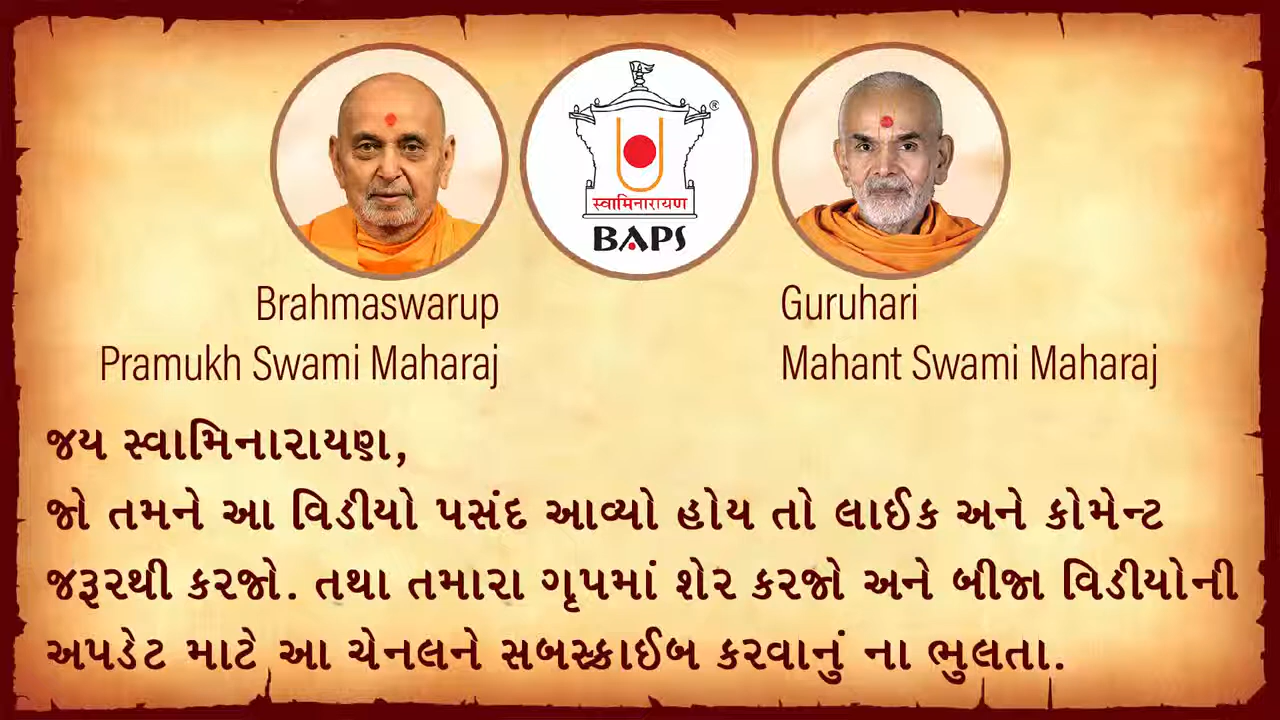 ®
स्वामिनारायण
BAPS
Brahmaswarup
Pramukh Swami Maharaj
Guruhari
Mahant Swami Maharaj
જય સ્વામિનારાયણ,
જો તમને આ વિડીયો પસંદ આવ્યો હોય તો લાઈક અને કોમેન્ટ
જરૂરથી કરજો. તથા તમારા ગૃપમાં શેર કરજો અને બીજા વિડીયોની
અપડેટ માટે આ ચેનલને સબસ્ક્રાઈબ કરવાનું ના ભુલતા.